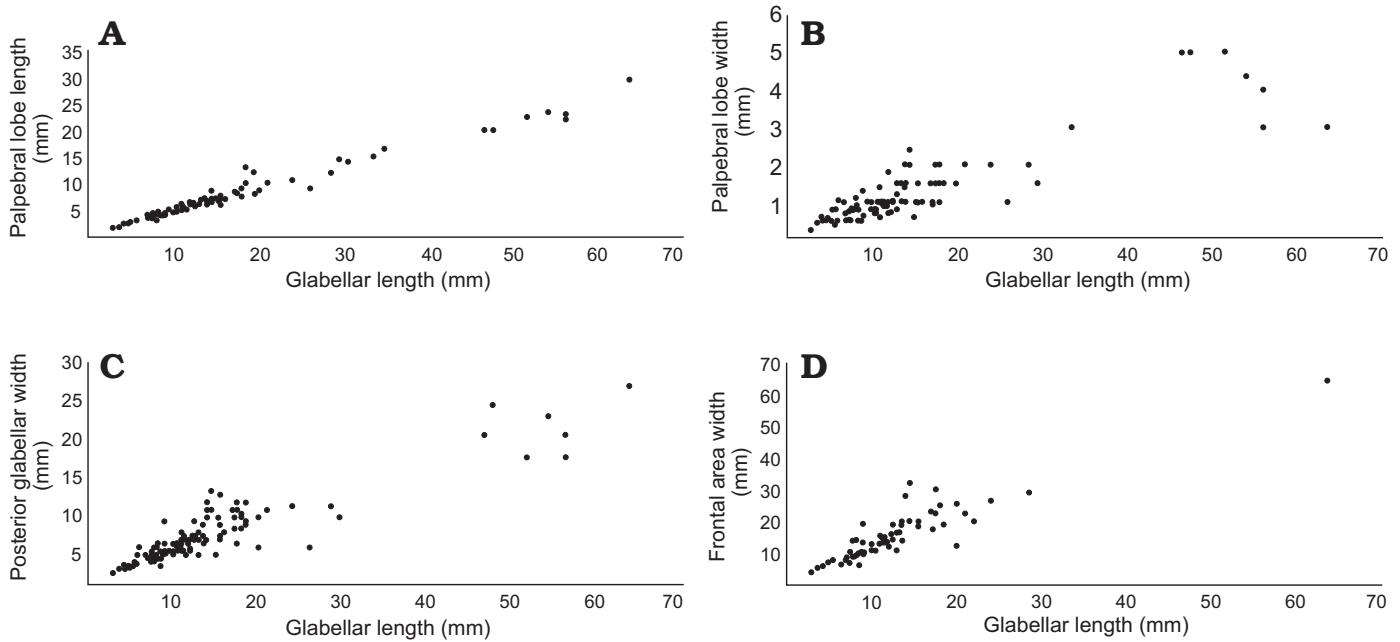 A
Palpebral lobe length
(mm)
35
30
25
20
15
10
5
10 20 30 40 50 60 70
Glabellar length (mm)
B
Palpebral lobe width
(mm)
6
5
4
3
2
1
10 20 30 40 50 60 70
Glabellar length (mm)
C
Posterior glabellar width
(mm)
30
25
20
15
10
5
10 20 30 40 50 60 70
Glabellar length (mm)
D
Frontal area width
(mm)
70
60
50
40
30
20
10
10 20 30 40 50 60 70
Glabellar length (mm)